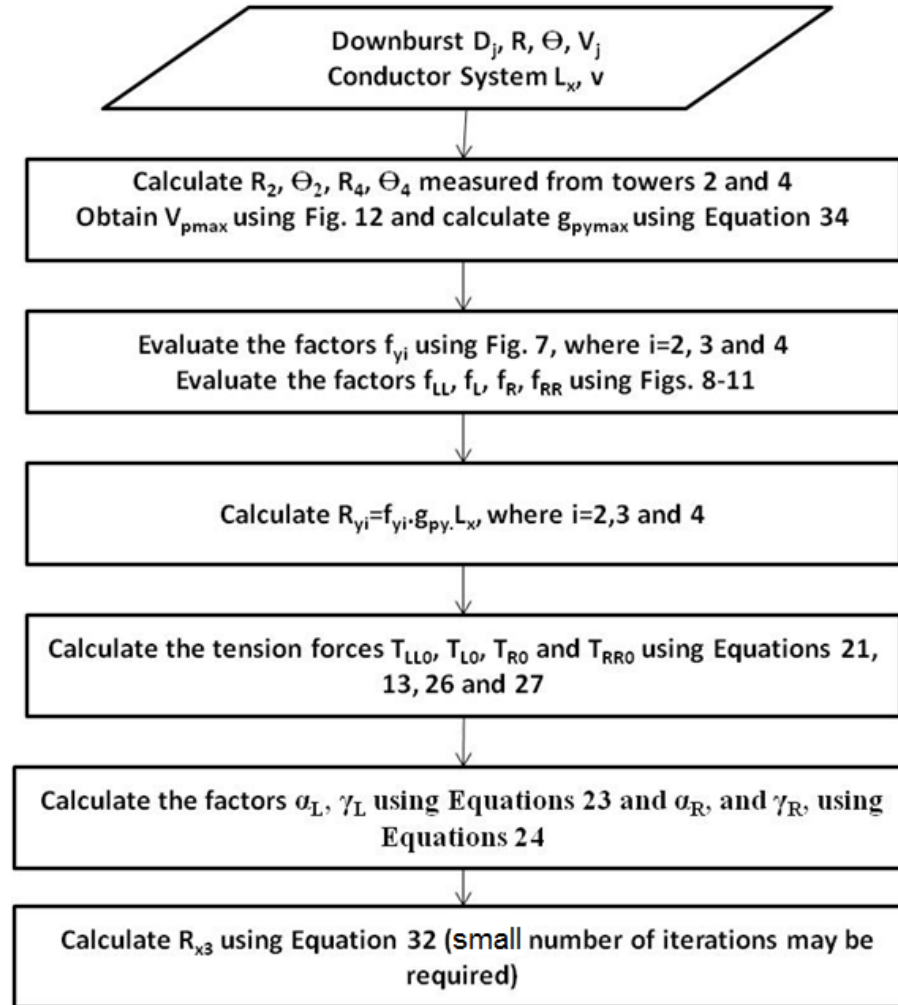 Downburst Dj, R, Θ, Vj
Conductor System Lx, v
Calculate R2, Θ2, R4, Θ4 measured from towers 2 and 4
Obtain Vpmax using Fig. 12 and calculate gpymax using Equation 34
Evaluate the factors fyi using Fig. 7, where i=2, 3 and 4
Evaluate the factors fLL, fL, fR, fRR using Figs. 8-11
Calculate Ryi=fyi.gpy.Lx, where i=2,3 and 4
Calculate the tension forces TLL0, TL0, TR0 and TRR0 using Equations 21,
13, 26 and 27
Calculate the factors αL, γL using Equations 23 and αR, and γR, using
Equations 24
Calculate Rx3 using Equation 32 (small number of iterations may be
required)